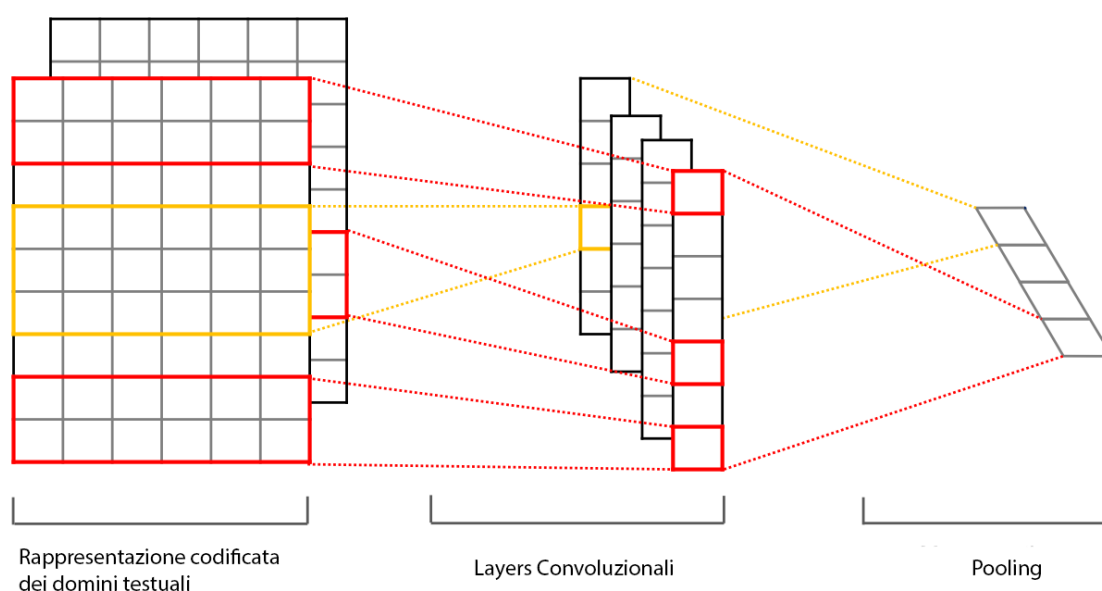 Rappresentazione codificata
dei domini testuali
Layers Convoluzionali
Pooling